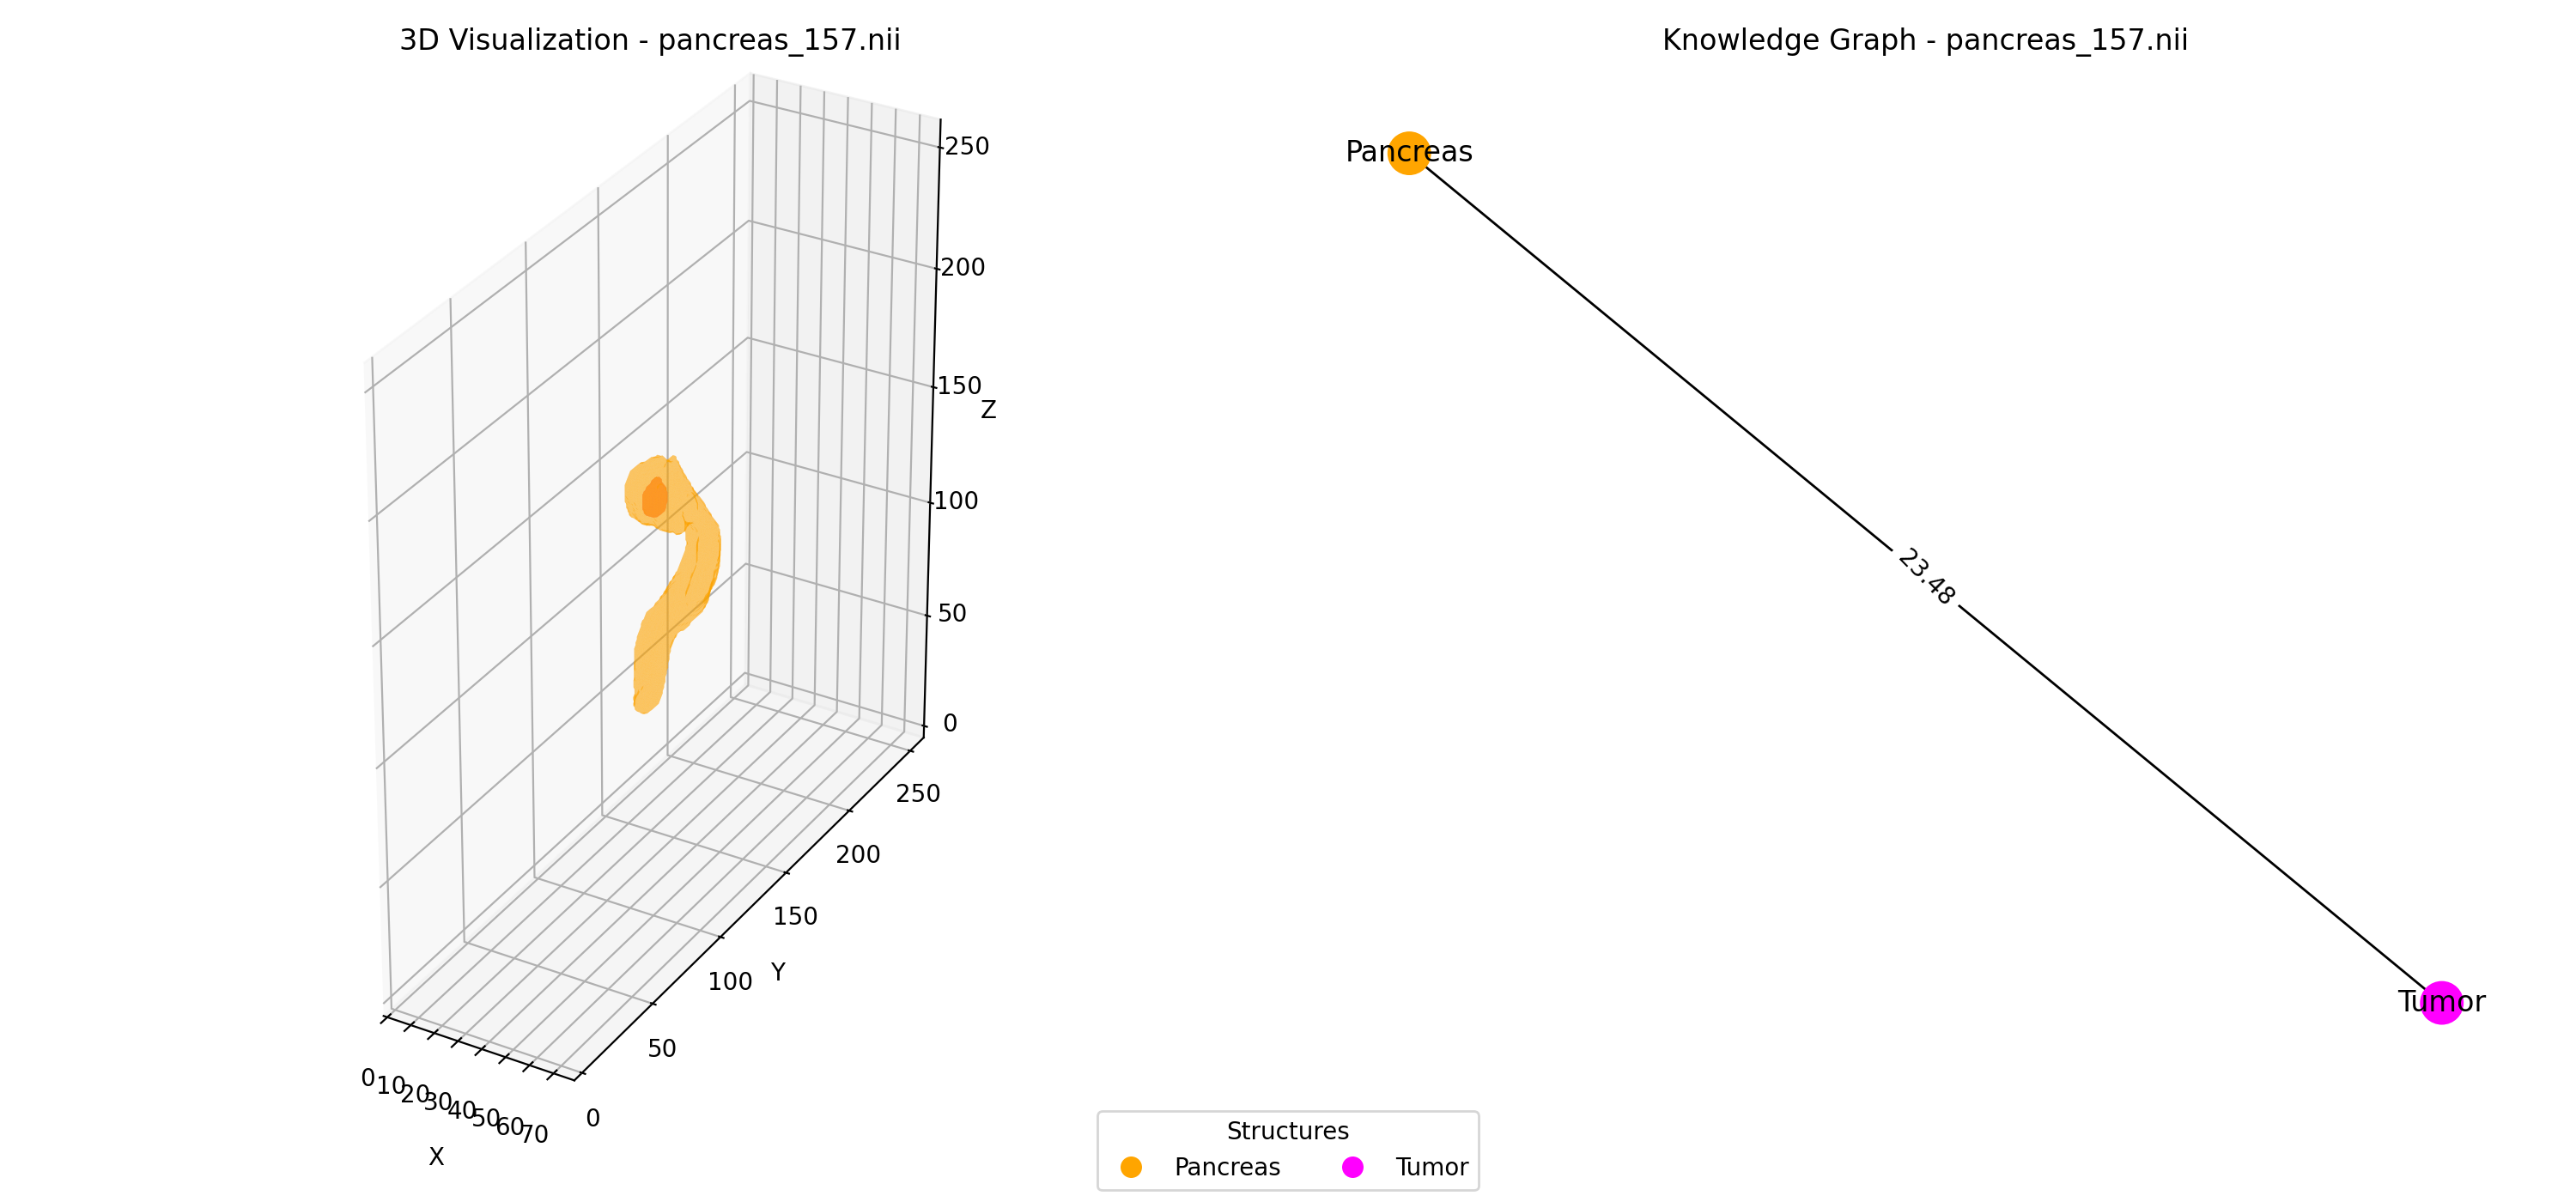 3D Visualization - pancreas_157.nii
250
200
150
Z
100
50
0
250
200
150
100
Y
50
0
0
10
20
30
40
50
60
70
X
Knowledge Graph - pancreas_157.nii
Pancreas
23.48
Tumor
Structures
Pancreas
Tumor